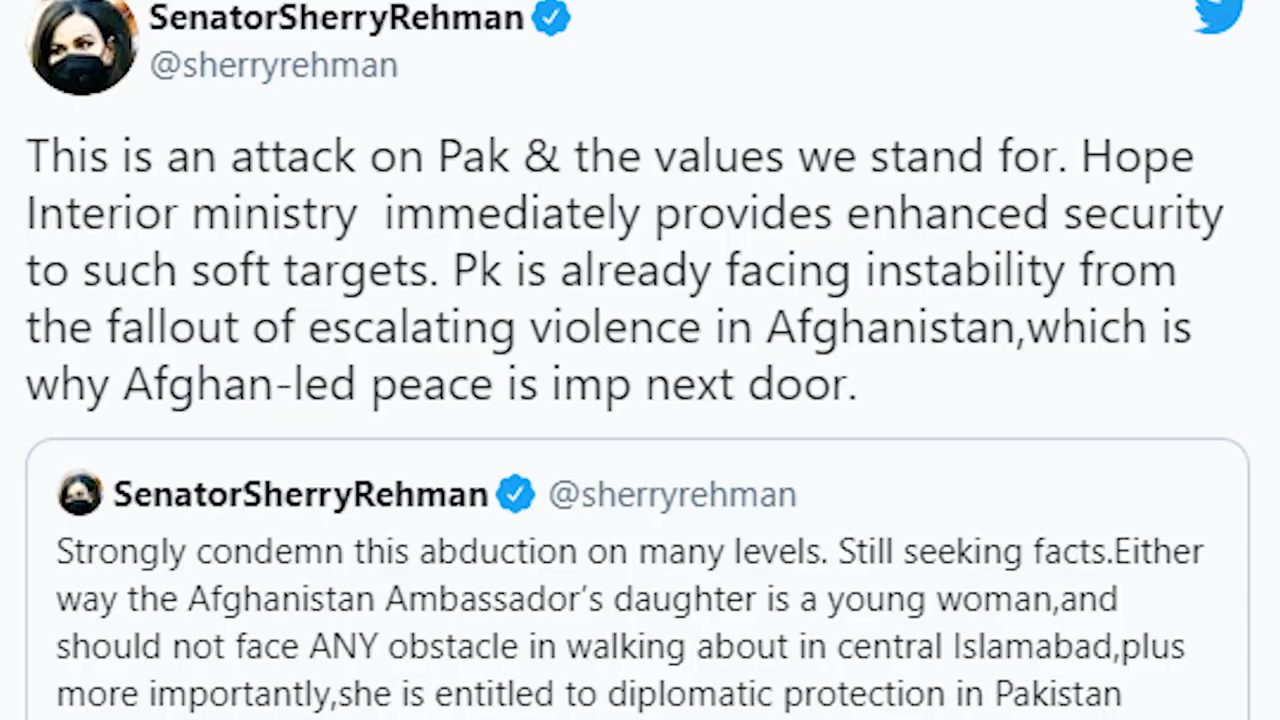 SenatorSherryRehman
@sherryrehman
This is an attack on Pak & the values we stand for. Hope
Interior ministry  immediately provides enhanced security
to such soft targets. Pk is already facing instability from
the fallout of escalating violence in Afghanistan,which is
why Afghan-led peace is imp next door.
SenatorSherryRehman @sherryrehman
Strongly condemn this abduction on many levels. Still seeking facts.Either
way the Afghanistan Ambassador’s daughter is a young woman,and
should not face ANY obstacle in walking about in central Islamabad,plus
more importantly,she is entitled to diplomatic protection in Pakistan